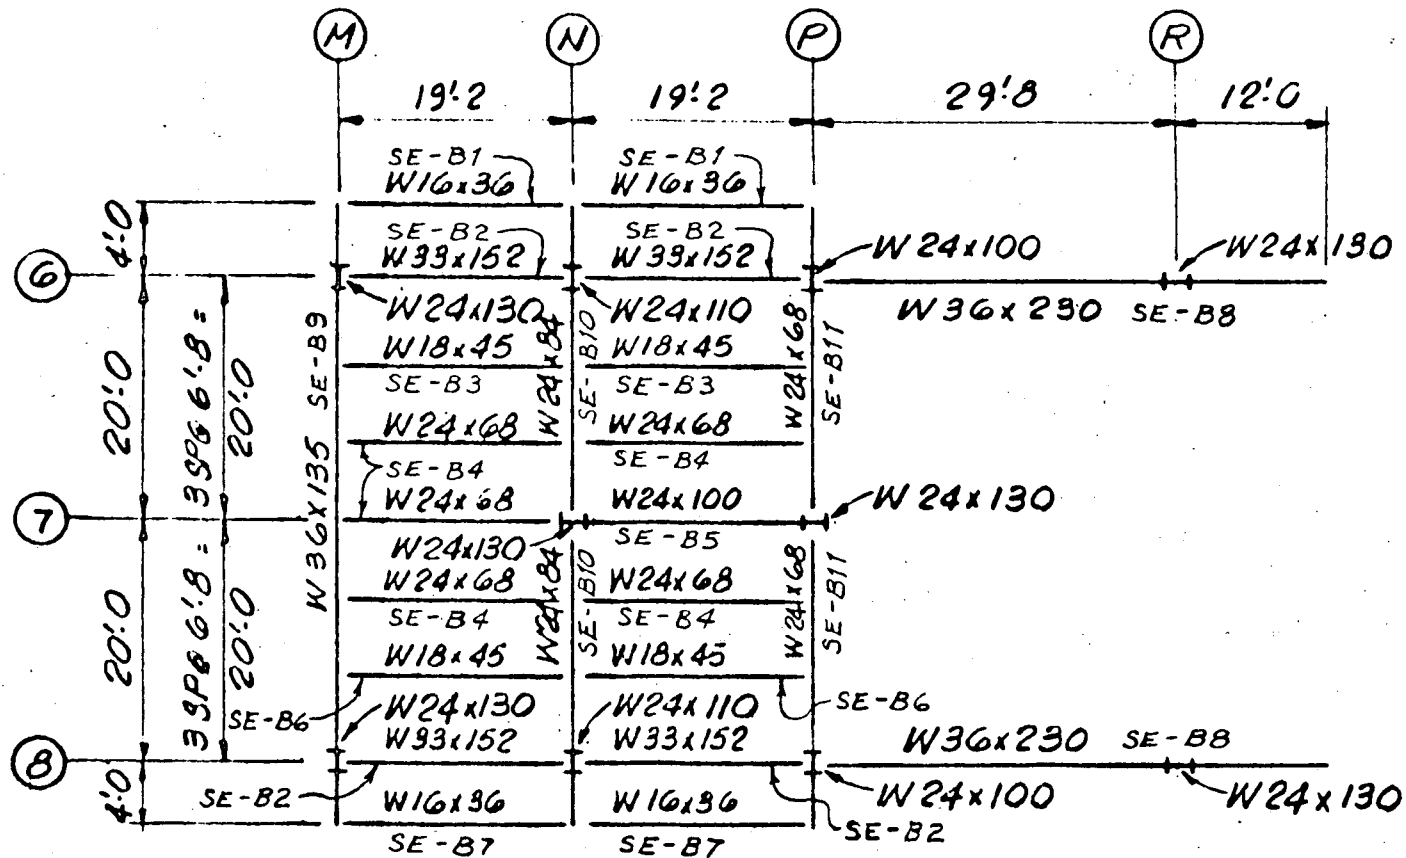 M N P R
19'-2 19'-2 29'-8 12'-0
SE-B1 SE-B1
W16x36 W16x36
4'-0
SE-B2 SE-B2
W33x152 W33x152 W24x100 W24x130
6
W24x130 W24x110 W36x230 SE-B8
W18x45 W18x45
SE-B3 SE-B3
W24x68 W24x68
SE-B4 SE-B4
W24x68 W24x100 W24x130
7
SE-B5
W24x130
W24x68 W24x68
SE-B4 SE-B4
W18x45 W18x45
SE-B6 SE-B6
W24x130 W24x110
W33x152 W33x152 W36x230 SE-B8
8
SE-B2 W16x36 W16x36 W24x100 W24x130
4'-0
SE-B7 SE-B7 SE-B2
20'-0
20'-0
3 SP@ 6'-8 =
20'-0
3 SP@ 6'-8 =
20'-0
W36x135 SE-B9
W24x84
SE-B10
W24x84
SE-B10
W24x68
SE-B11
W24x68
SE-B11